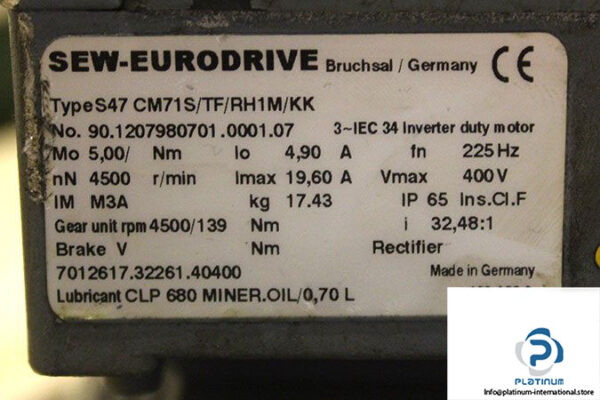 SEW-EURODRIVE Bruchsal / Germany CE
Type S47 CM71S/TF/RH1M/KK
No. 90.1207980701.0001.07 3~IEC 34 Inverter duty motor
Mo 5,00/ Nm Io 4,90 A fn 225 Hz
nN 4500 r/min Imax 19,60 A Vmax 400 V
IM M3A kg 17.43 IP 65 Ins.Cl.F
Gear unit rpm 4500/139 Nm i 32,48:1
Brake V Nm Rectifier
7012617.32261.40400 Made in Germany
Lubricant CLP 680 MINER.OIL/0,70 L
PLATINUM
Info@platinum-international.store